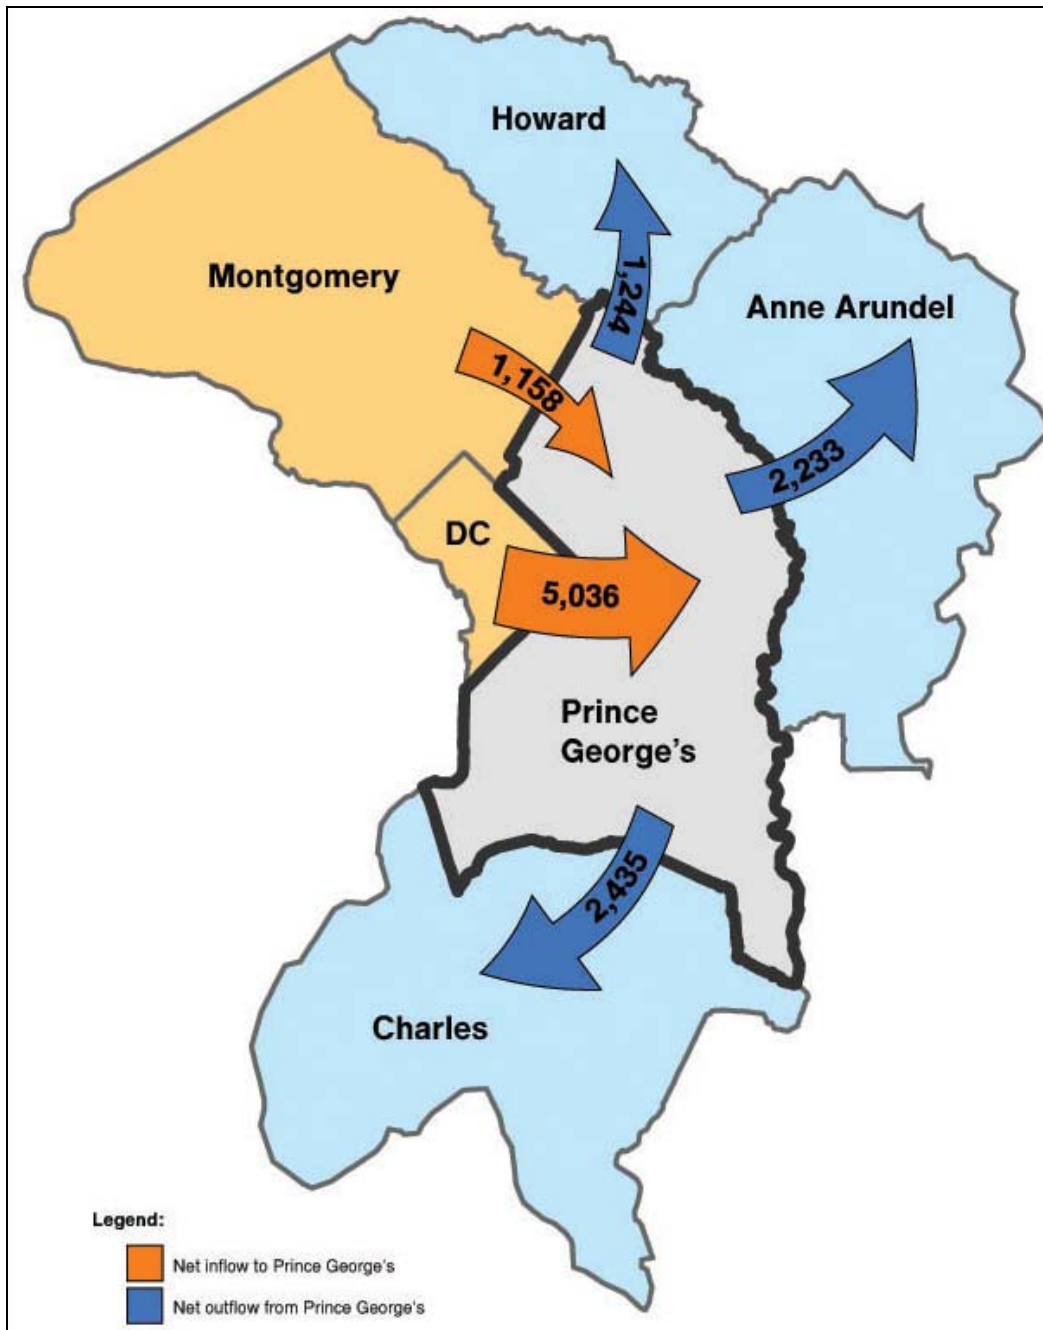 Howard
Montgomery
1,244
Anne Arundel
1,158
2,233
DC
5,036
Prince
George's
2,435
Charles
Legend:
Net inflow to Prince George's
Net outflow from Prince George's